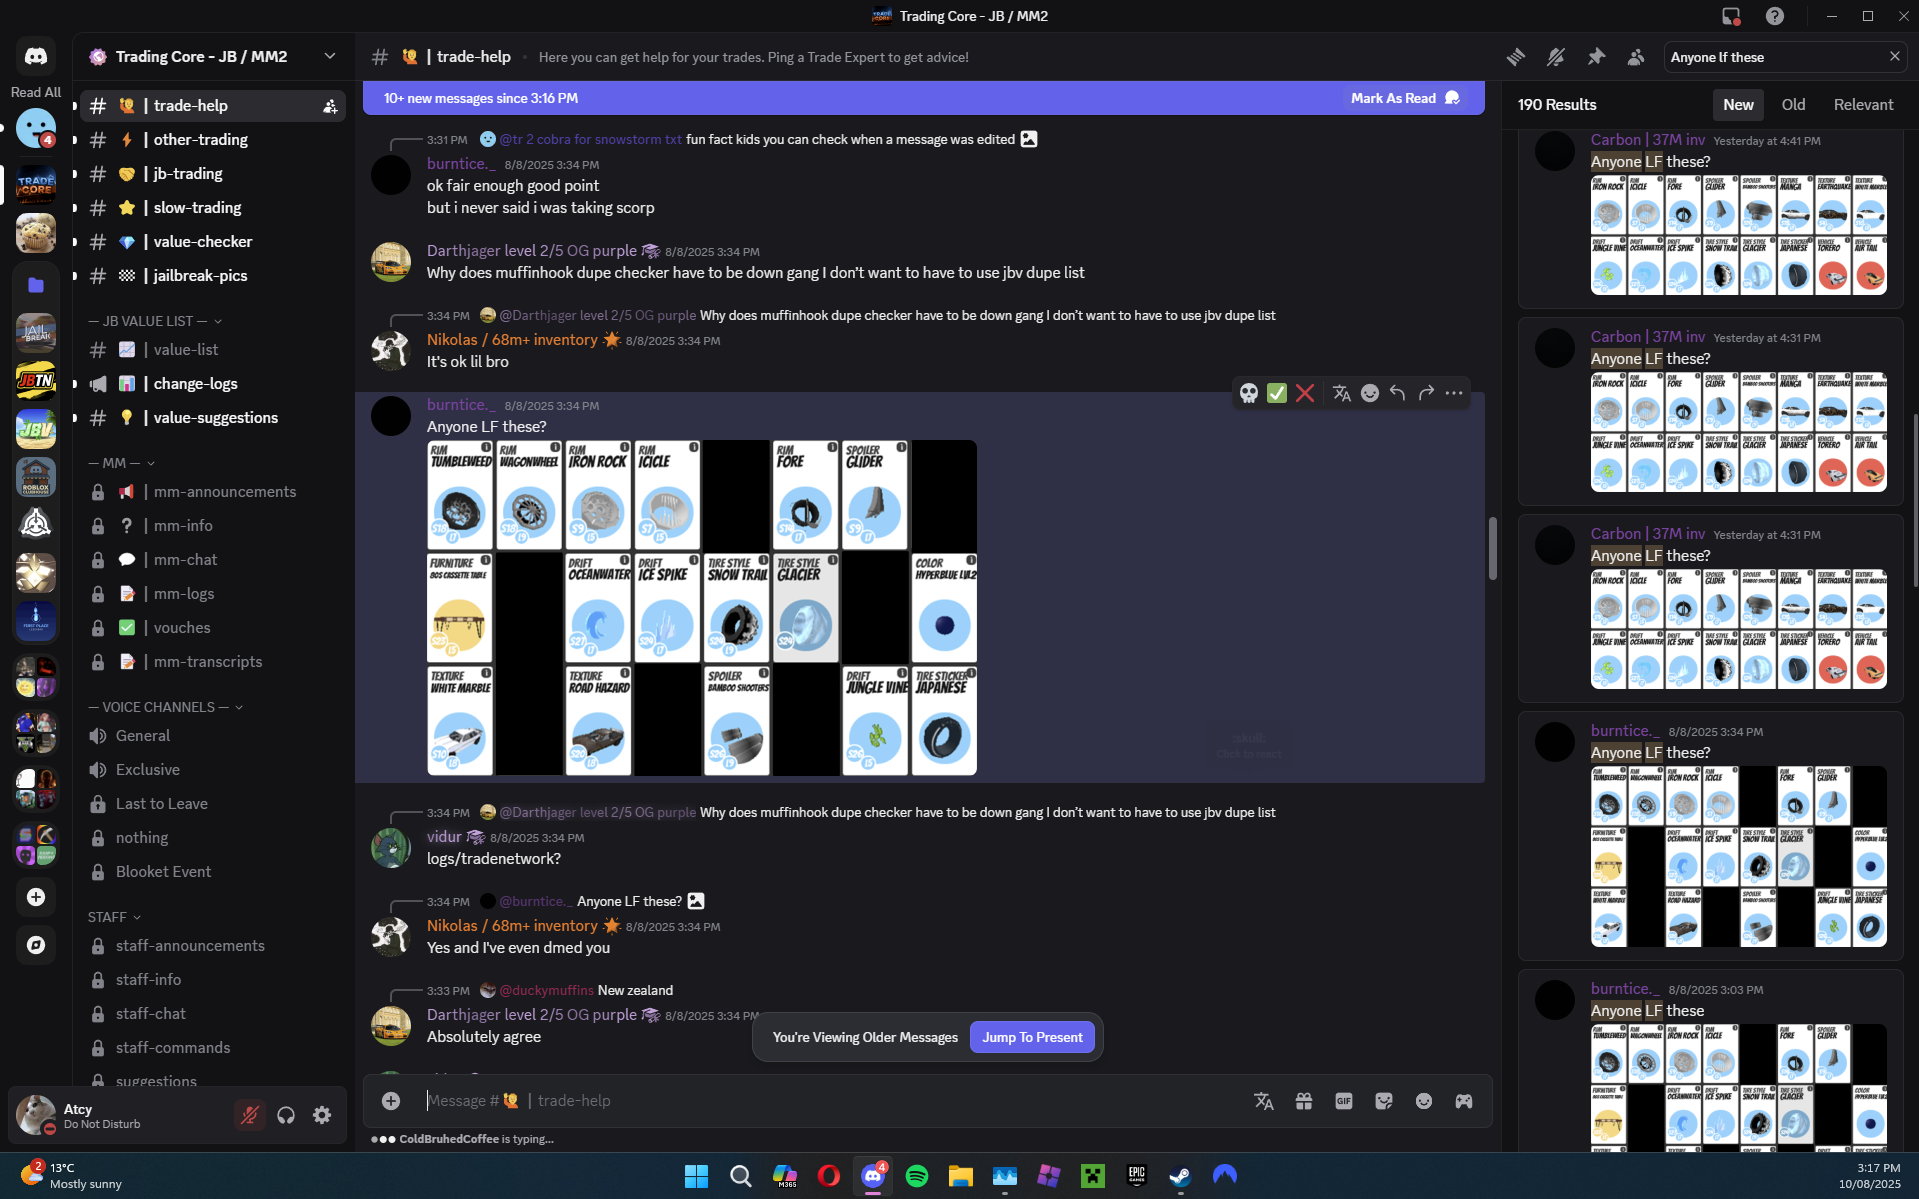 Trading Core - JB / MM2
Read All
Trading Core - JB / MM2
trade-help
other-trading
jb-trading
slow-trading
value-checker
jailbreak-pics
— JB VALUE LIST —
value-list
change-logs
value-suggestions
— MM —
mm-announcements
mm-info
mm-chat
mm-logs
vouches
mm-transcripts
— VOICE CHANNELS —
General
Exclusive
Last to Leave
nothing
Blooket Event
STAFF
staff-announcements
staff-info
staff-chat
staff-commands
suggestions
Atcy
Do Not Disturb
# | trade-help Here you can get help for your trades. Ping a Trade Expert to get advice!
10+ new messages since 3:16 PM Mark As Read
3:31 PM @tr 2 cobra for snowstorm txt fun fact kids you can check when a message was edited
burntice._ 8/8/2025 3:34 PM
ok fair enough good point
but i never said i was taking scorp
Darthjager level 2/5 OG purple 8/8/2025 3:34 PM
Why does muffinhook dupe checker have to be down gang I don’t want to have to use jbv dupe list
3:34 PM @Darthjager level 2/5 OG purple Why does muffinhook dupe checker have to be down gang I don’t want to have to use jbv dupe list
Nikolas / 68m+ inventory 8/8/2025 3:34 PM
It's ok lil bro
burntice._ 8/8/2025 3:34 PM
Anyone LF these?
RIM TUMBLEWEED
RIM WAGONWHEEL
RIM IRON ROCK
RIM ICICLE
RIM FORE
SPOILER GLIDER
FURNITURE 80S CASSETTE TABLE
DRIFT OCEANWATER
DRIFT ICE SPIKE
TIRE STYLE SNOW TRAIL
TIRE STYLE GLACIER
COLOR HYPERBLUE LVL2
TEXTURE WHITE MARBLE
TEXTURE ROAD HAZARD
SPOILER BAMBOO SHOOTERS
DRIFT JUNGLE VINE
TIRE STICKER JAPANESE
:skull:
Click to react
3:34 PM @Darthjager level 2/5 OG purple Why does muffinhook dupe checker have to be down gang I don’t want to have to use jbv dupe list
vidur 8/8/2025 3:34 PM
logs/tradenetwork?
3:34 PM @burntice._ Anyone LF these?
Nikolas / 68m+ inventory 8/8/2025 3:34 PM
Yes and I've even dmed you
3:33 PM @duckymuffins New zealand
Darthjager level 2/5 OG purple 8/8/2025 3:34 PM
Absolutely agree
You're Viewing Older Messages Jump To Present
Message # | trade-help
GIF
ColdBruhedCoffee is typing...
Anyone lf these
190 Results New Old Relevant
Carbon | 37M inv Yesterday at 4:41 PM
Anyone LF these?
Carbon | 37M inv Yesterday at 4:31 PM
Anyone LF these?
Carbon | 37M inv Yesterday at 4:31 PM
Anyone LF these?
burntice._ 8/8/2025 3:34 PM
Anyone LF these?
burntice._ 8/8/2025 3:03 PM
Anyone LF these
2
13°C
Mostly sunny
M365
4
EPIC GAMES
3:17 PM
10/08/2025